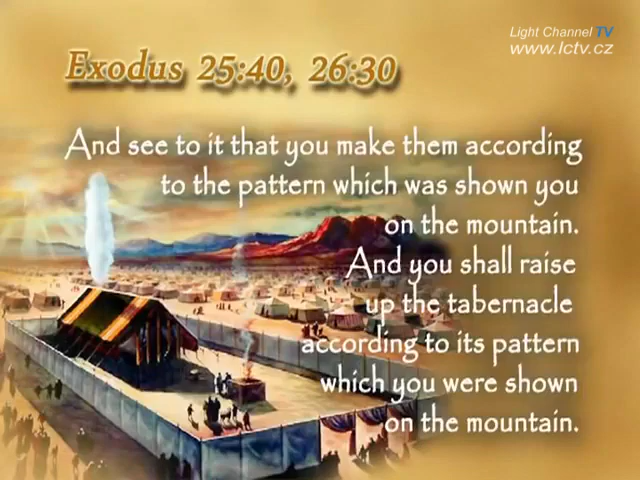 Light Channel TV
www.lctv.cz
Exodus 25:40, 26:30
And see to it that you make them according
to the pattern which was shown you
on the mountain.
And you shall raise
up the tabernacle
according to its pattern
which you were shown
on the mountain.